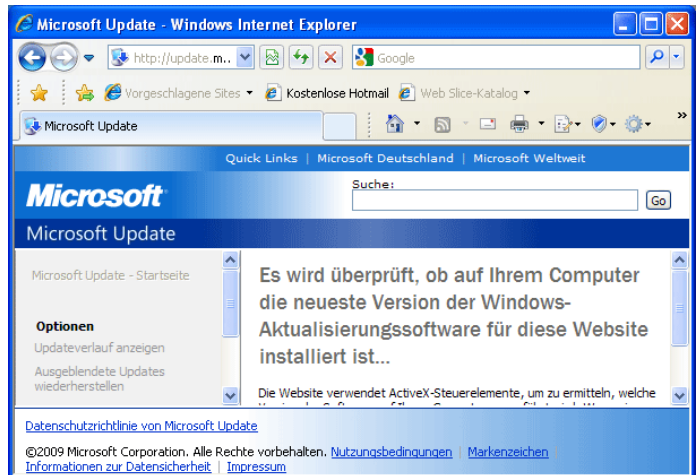 Microsoft Update - Windows Internet Explorer
http://update.m..
Google
Vorgeschlagene Sites
Kostenlose Hotmail
Web Slice-Katalog
Microsoft Update
»
Quick Links | Microsoft Deutschland | Microsoft Weltweit
Microsoft
Suche:
Go
Microsoft Update
Microsoft Update - Startseite
Optionen
Updateverlauf anzeigen
Ausgeblendete Updates
wiederherstellen
Es wird überprüft, ob auf Ihrem Computer
die neueste Version der Windows-
Aktualisierungssoftware für diese Website
installiert ist...
Die Website verwendet ActiveX-Steuerelemente, um zu ermitteln, welche
Datenschutzrichtlinie von Microsoft Update
©2009 Microsoft Corporation. Alle Rechte vorbehalten. Nutzungsbedingungen | Markenzeichen |
Informationen zur Datensicherheit | Impressum